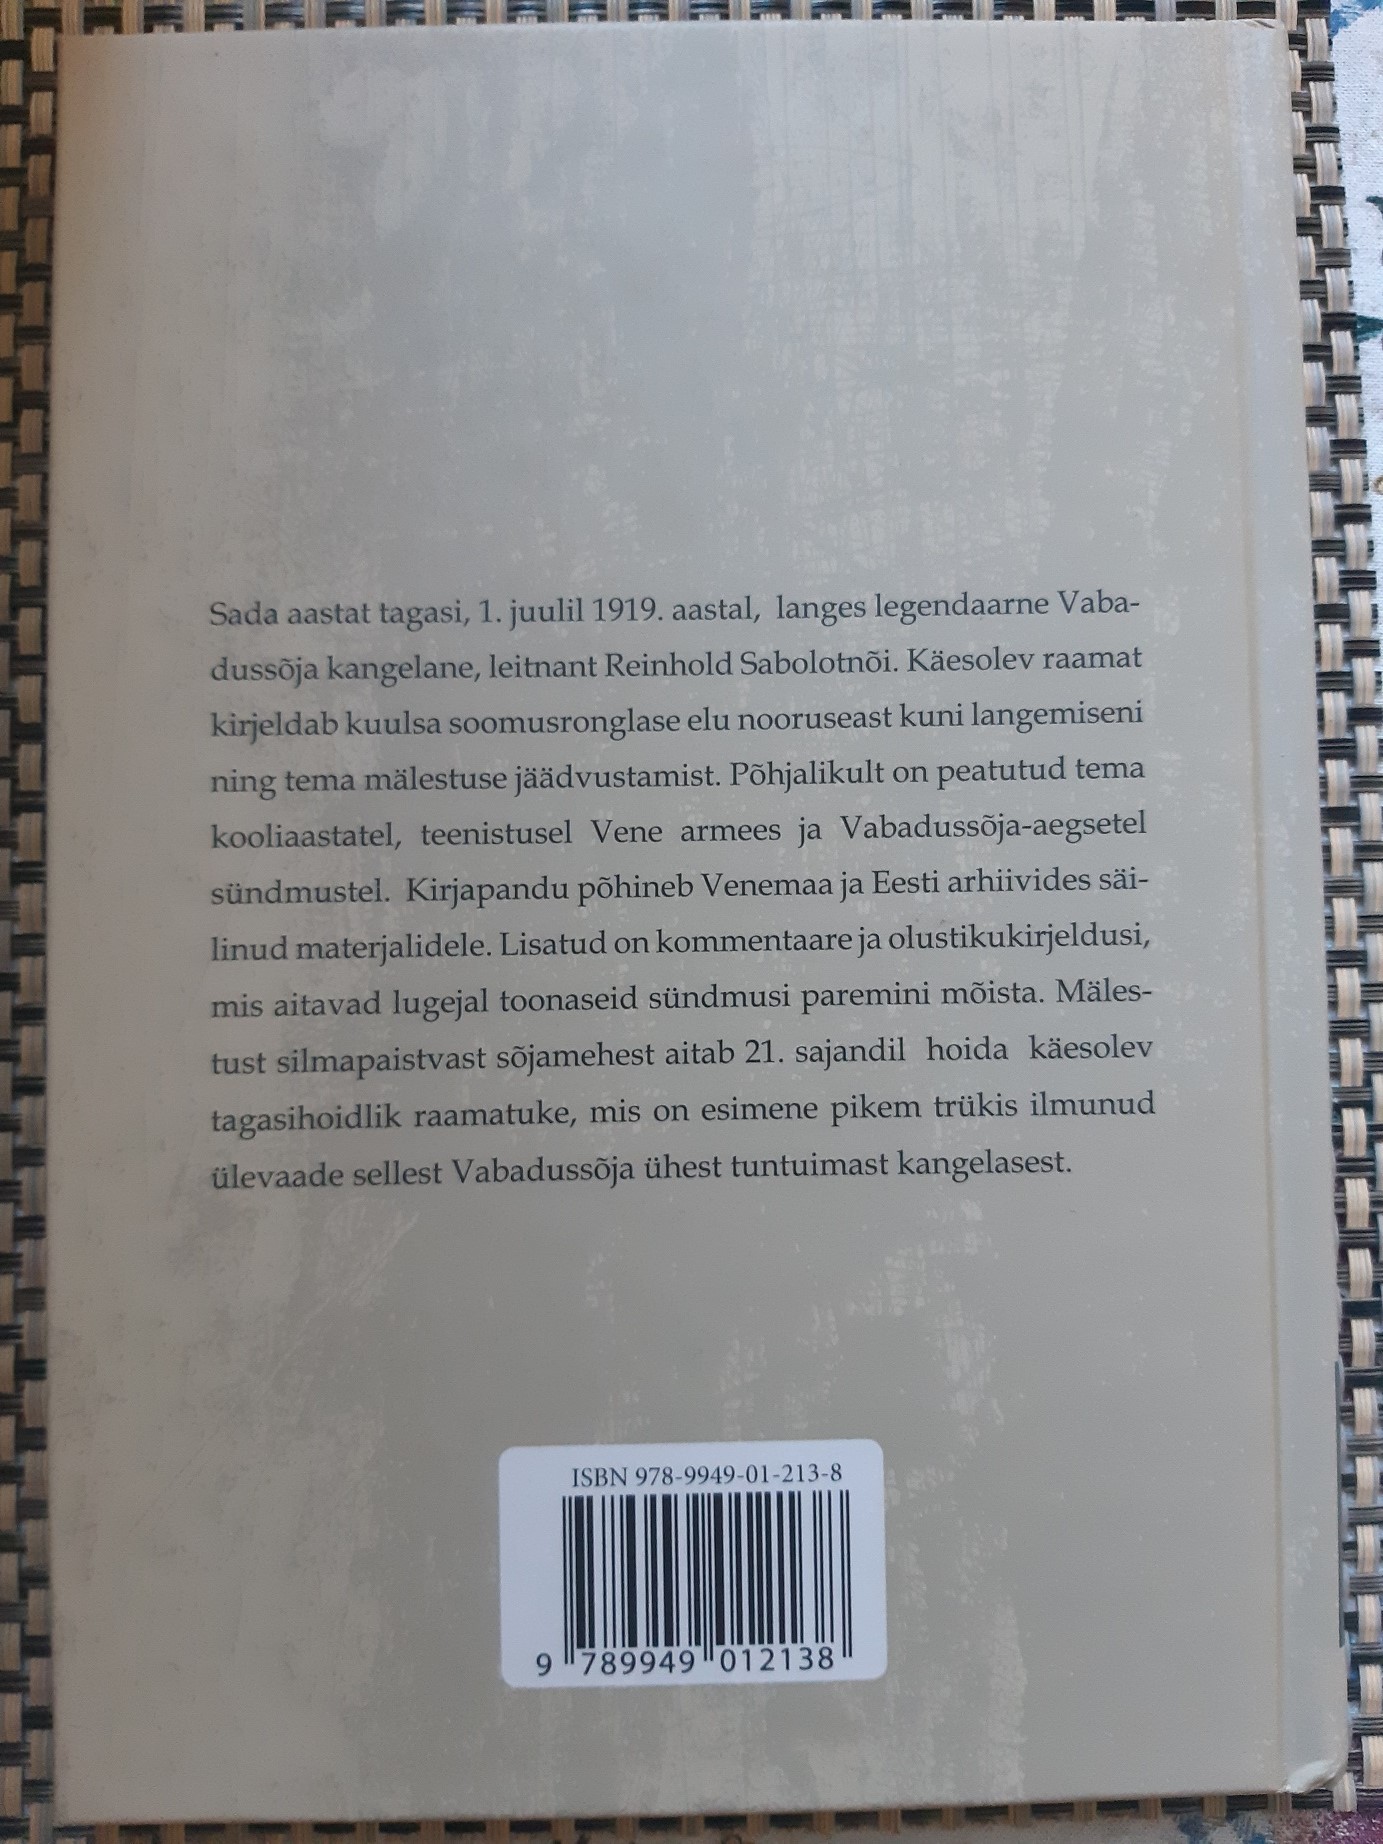 Sada aastat tagasi, 1. juulil 1919. aastal, langes legendaarne Vaba-
dussõja kangelane, leitnant Reinhold Sabolotnõi. Käesolev raamat
kirjeldab kuulsa soomusronglase elu nooruseast kuni langemiseni
ning tema mälestuse jäädvustamist. Põhjalikult on peatutud tema
kooliaastatel, teenistusel Vene armees ja Vabadussõja-aegsetel
sündmustel. Kirjapandu põhineb Venemaa ja Eesti arhiivides säi-
linud materjalidele. Lisatud on kommentaare ja olustikukirjeldusi,
mis aitavad lugejal toonaseid sündmusi paremini mõista. Mäles-
tust silmapaistvast sõjamehest aitab 21. sajandil hoida käesolev
tagasihoidlik raamatuke, mis on esimene pikem trükis ilmunud
ülevaade sellest Vabadussõja ühest tuntuimast kangelasest.
ISBN 978-9949-01-213-8
9 789949 012138